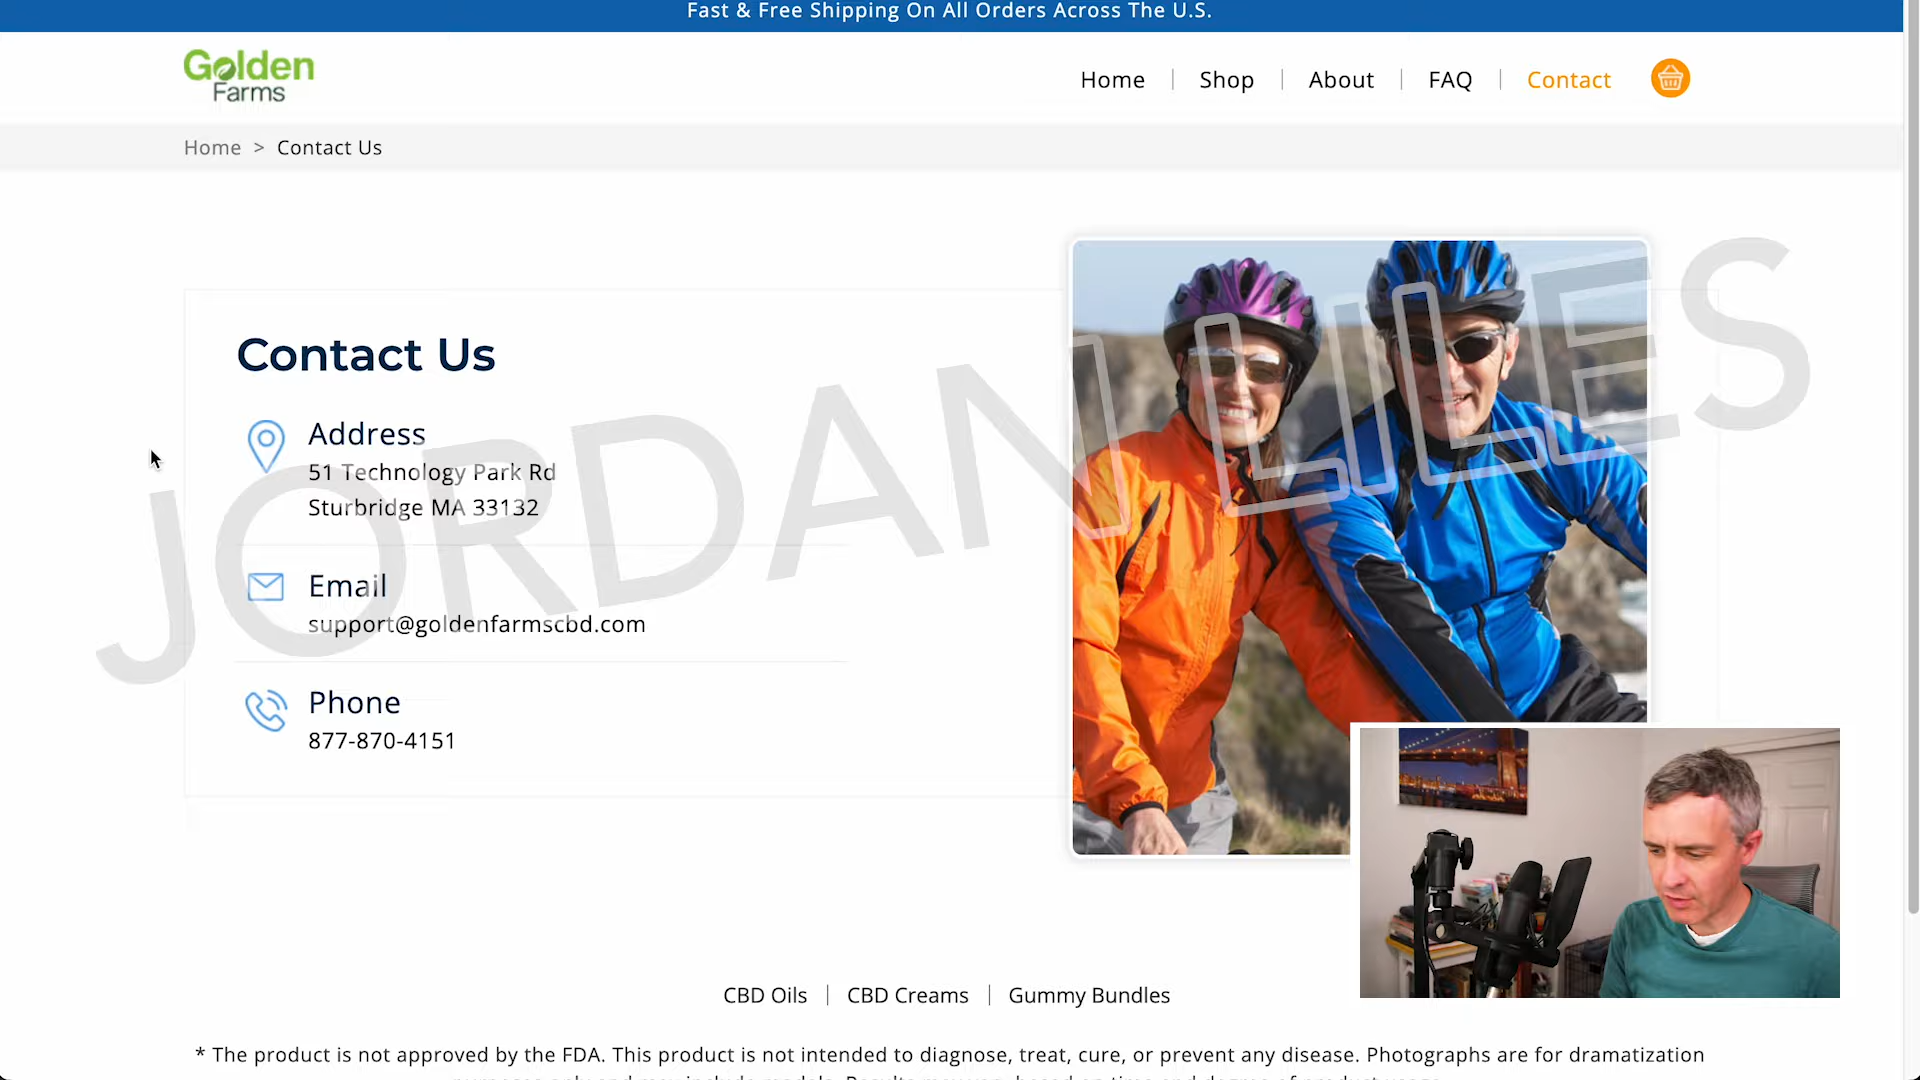 Fast & Free Shipping On All Orders Across The U.S.
Golden
Farms
Home | Shop | About | FAQ | Contact
Home > Contact Us
Contact Us
Address
51 Technology Park Rd
Sturbridge MA 33132
Email
support@goldenfarmscbd.com
Phone
877-870-4151
JORDAN LILES
CBD Oils | CBD Creams | Gummy Bundles
* The product is not approved by the FDA. This product is not intended to diagnose, treat, cure, or prevent any disease. Photographs are for dramatization